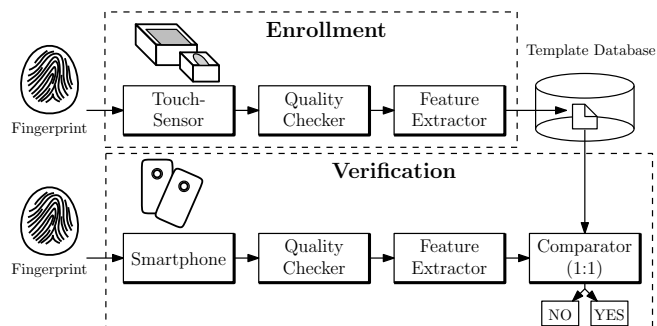 Enrollment
Template Database
Touch-
Sensor
Quality
Checker
Feature
Extractor
Fingerprint
Verification
Smartphone
Quality
Checker
Feature
Extractor
Comparator
(1:1)
Fingerprint
NO
YES